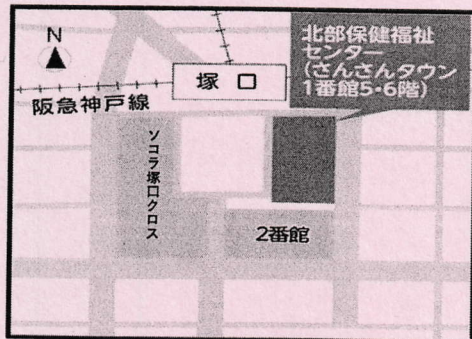 N
北部保健福祉
センター
(さんさんタウン
1番館5・6階)
塚口
阪急神戸線
ソコラ塚口クロス
2番館